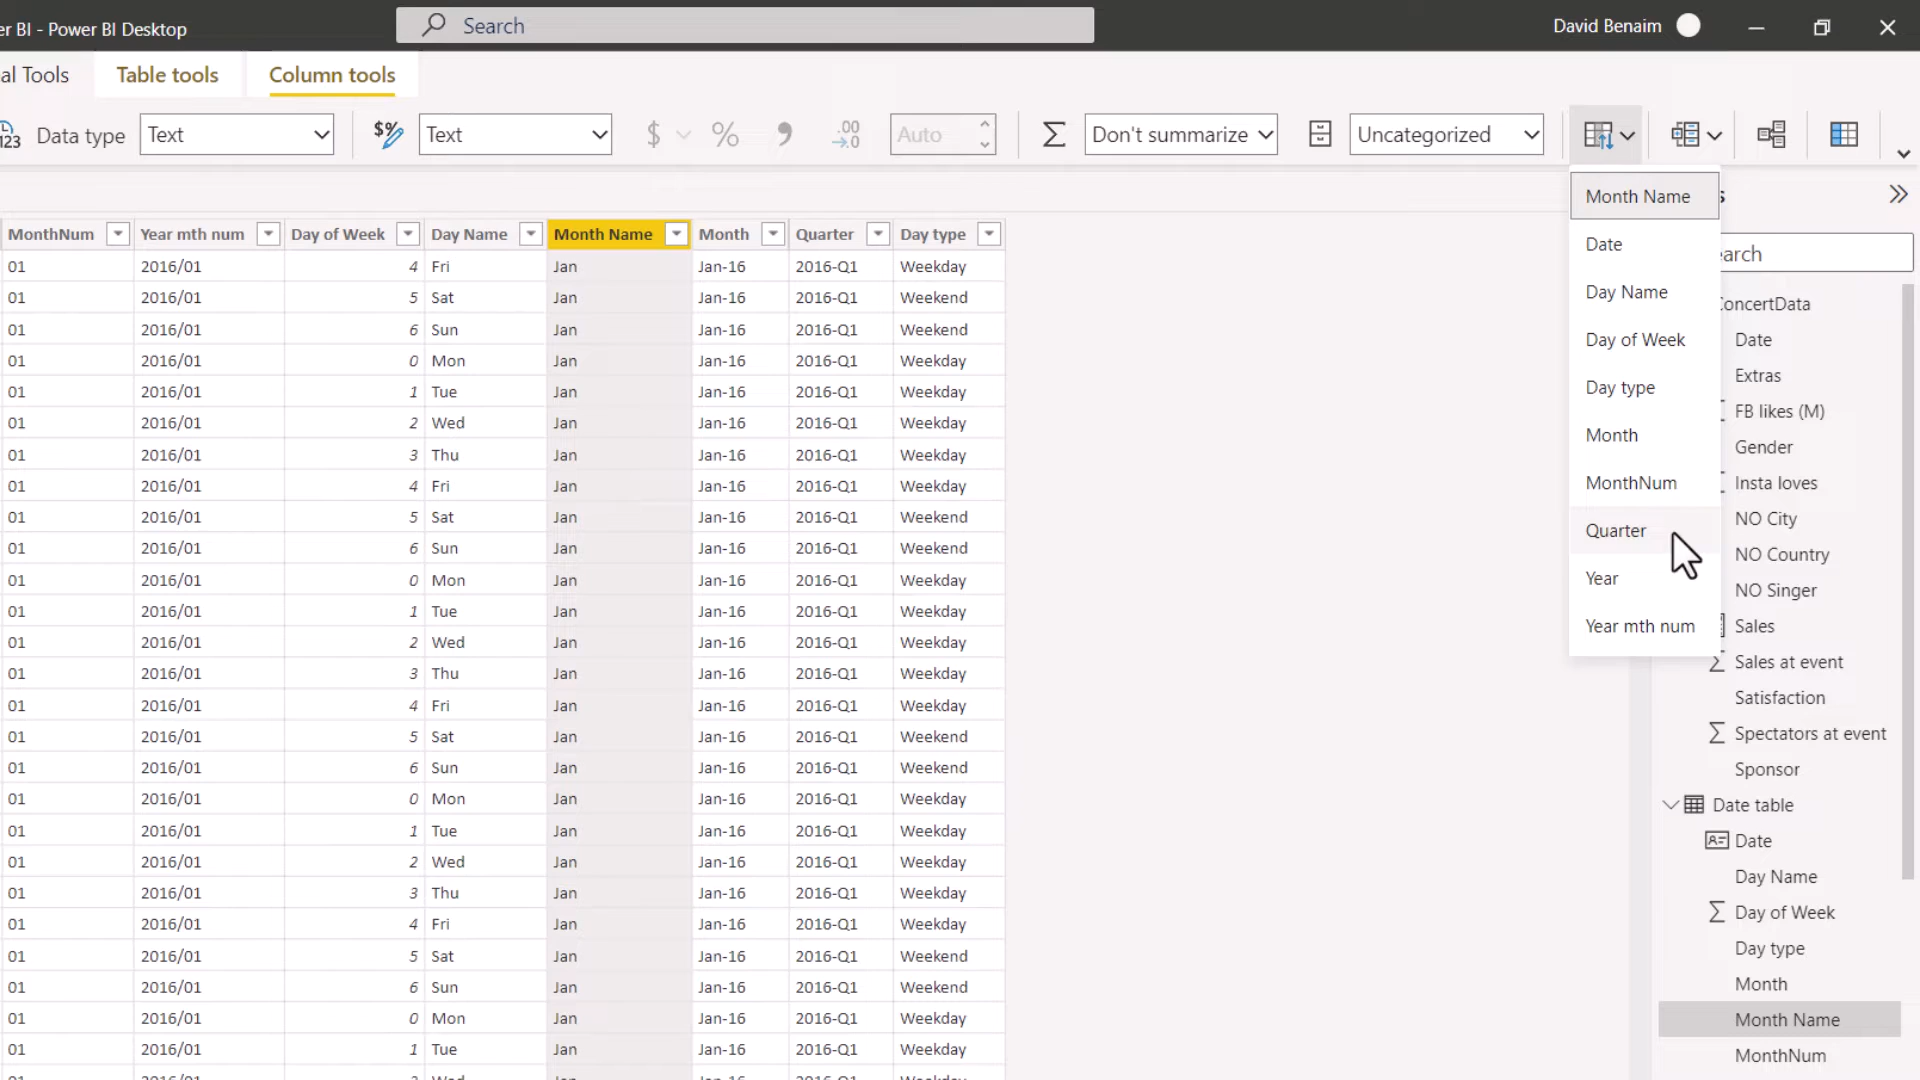 er BI - Power BI Desktop
Search
David Benaim
al Tools
Table tools
Column tools
123
Data type
Text
$%
Text
$
%
.00
→.0
Auto
Don't summarize
Uncategorized
MonthNum Year mth num Day of Week Day Name Month Name Month Quarter Day type
01 2016/01 4 Fri Jan Jan-16 2016-Q1 Weekday
01 2016/01 5 Sat Jan Jan-16 2016-Q1 Weekend
01 2016/01 6 Sun Jan Jan-16 2016-Q1 Weekend
01 2016/01 0 Mon Jan Jan-16 2016-Q1 Weekday
01 2016/01 1 Tue Jan Jan-16 2016-Q1 Weekday
01 2016/01 2 Wed Jan Jan-16 2016-Q1 Weekday
01 2016/01 3 Thu Jan Jan-16 2016-Q1 Weekday
01 2016/01 4 Fri Jan Jan-16 2016-Q1 Weekday
01 2016/01 5 Sat Jan Jan-16 2016-Q1 Weekend
01 2016/01 6 Sun Jan Jan-16 2016-Q1 Weekend
01 2016/01 0 Mon Jan Jan-16 2016-Q1 Weekday
01 2016/01 1 Tue Jan Jan-16 2016-Q1 Weekday
01 2016/01 2 Wed Jan Jan-16 2016-Q1 Weekday
01 2016/01 3 Thu Jan Jan-16 2016-Q1 Weekday
01 2016/01 4 Fri Jan Jan-16 2016-Q1 Weekday
01 2016/01 5 Sat Jan Jan-16 2016-Q1 Weekend
01 2016/01 6 Sun Jan Jan-16 2016-Q1 Weekend
01 2016/01 0 Mon Jan Jan-16 2016-Q1 Weekday
01 2016/01 1 Tue Jan Jan-16 2016-Q1 Weekday
01 2016/01 2 Wed Jan Jan-16 2016-Q1 Weekday
01 2016/01 3 Thu Jan Jan-16 2016-Q1 Weekday
01 2016/01 4 Fri Jan Jan-16 2016-Q1 Weekday
01 2016/01 5 Sat Jan Jan-16 2016-Q1 Weekend
01 2016/01 6 Sun Jan Jan-16 2016-Q1 Weekend
01 2016/01 0 Mon Jan Jan-16 2016-Q1 Weekday
01 2016/01 1 Tue Jan Jan-16 2016-Q1 Weekday
Month Name
Date
Day Name
Day of Week
Day type
Month
MonthNum
Quarter
Year
Year mth num
s
earch
ConcertData
Date
Extras
FB likes (M)
Gender
Insta loves
NO City
NO Country
NO Singer
Sales
Sales at event
Satisfaction
Spectators at event
Sponsor
Date table
Date
Day Name
Day of Week
Day type
Month
Month Name
MonthNum